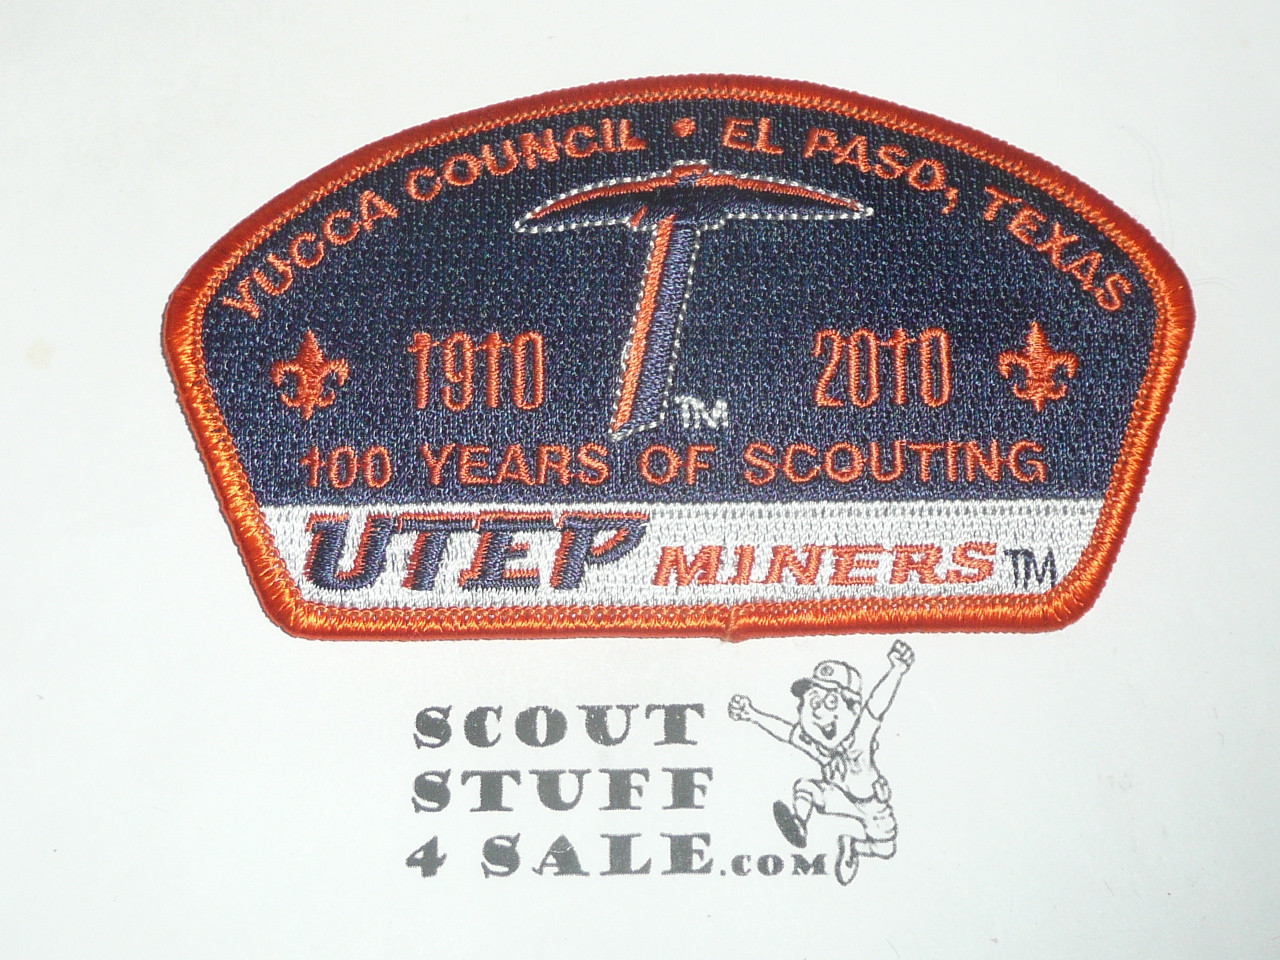 YUCCA COUNCIL • EL PASO, TEXAS
1910 2010
TM
100 YEARS OF SCOUTING
UTEP MINERS TM
SCOUT
STUFF
4 SALE.COM